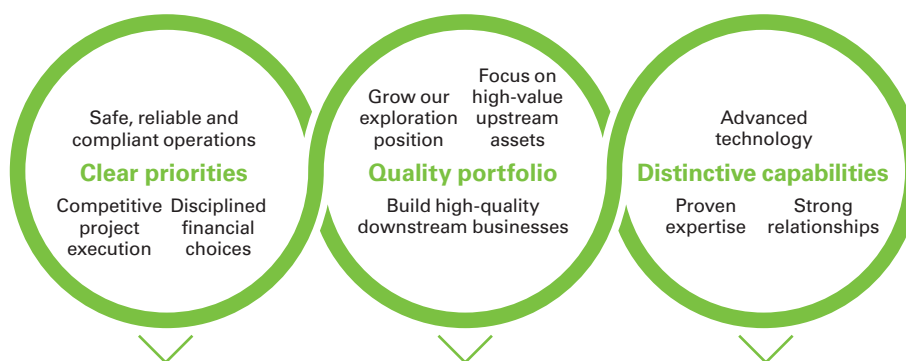 Safe, reliable and
compliant operations
Clear priorities
Competitive
project
execution
Disciplined
financial
choices
Grow our
exploration
position
Focus on
high-value
upstream
assets
Quality portfolio
Build high-quality
downstream businesses
Advanced
technology
Distinctive capabilities
Proven
expertise
Strong
relationships